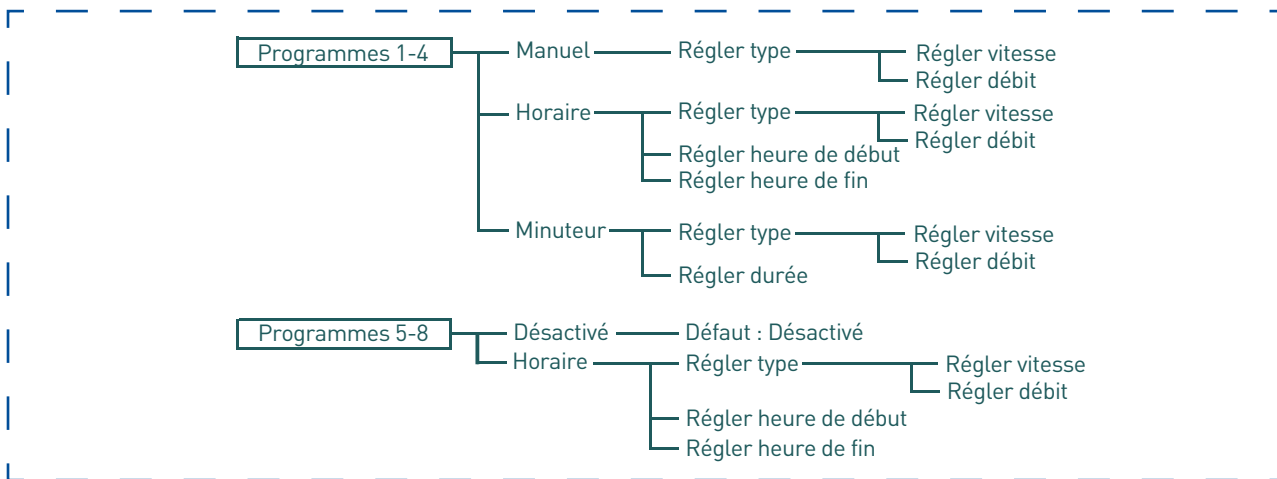 Programmes 1-4 Manuel Régler type Régler vitesse
Régler débit
Horaire Régler type Régler vitesse
Régler débit
Régler heure de début
Régler heure de fin
Minuteur Régler type Régler vitesse
Régler débit
Régler durée
Programmes 5-8 Désactivé Défaut : Désactivé
Horaire Régler type Régler vitesse
Régler débit
Régler heure de début
Régler heure de fin